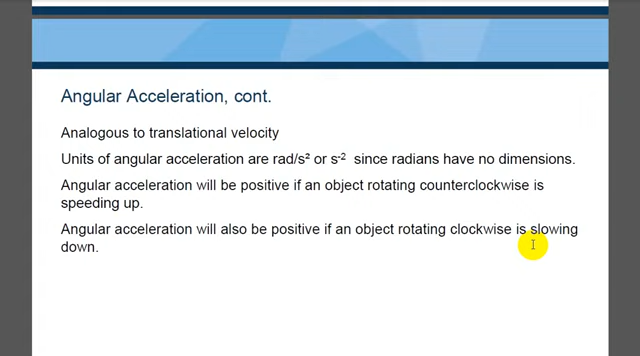 Angular Acceleration, cont.
Analogous to translational velocity
Units of angular acceleration are rad/s² or s⁻² since radians have no dimensions.
Angular acceleration will be positive if an object rotating counterclockwise is
speeding up.
Angular acceleration will also be positive if an object rotating clockwise is slowing
down.